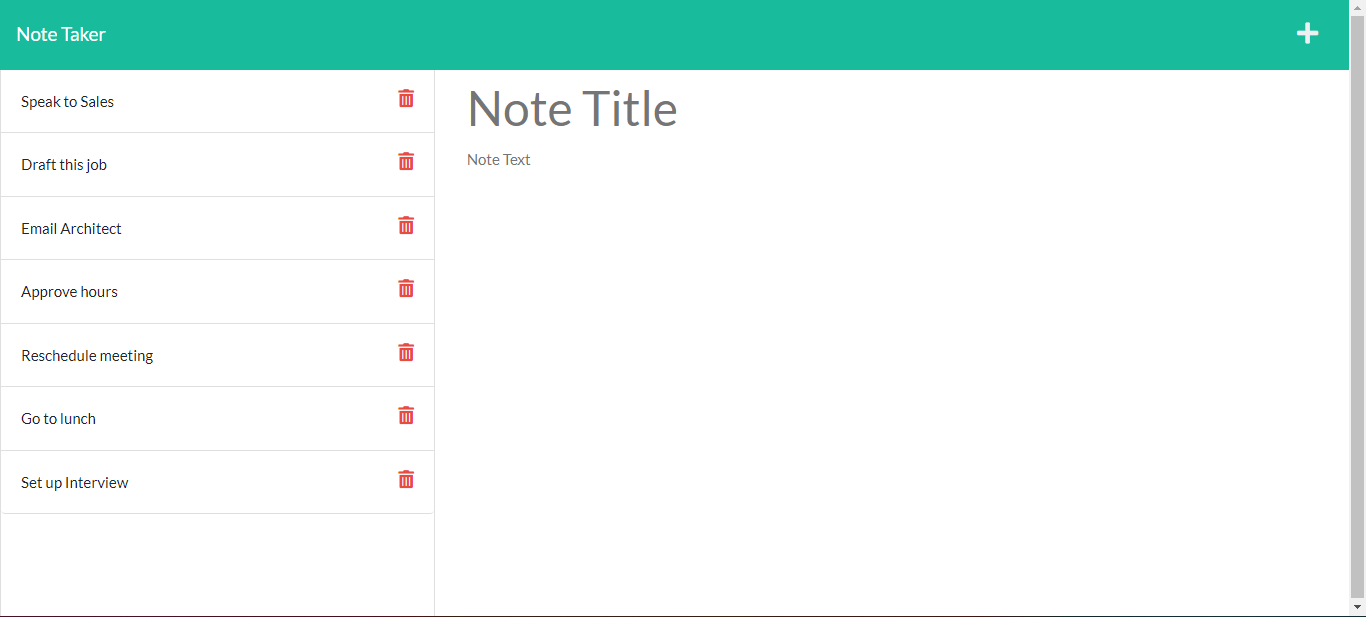 Note Taker
Speak to Sales
Draft this job
Email Architect
Approve hours
Reschedule meeting
Go to lunch
Set up Interview
Note Title
Note Text